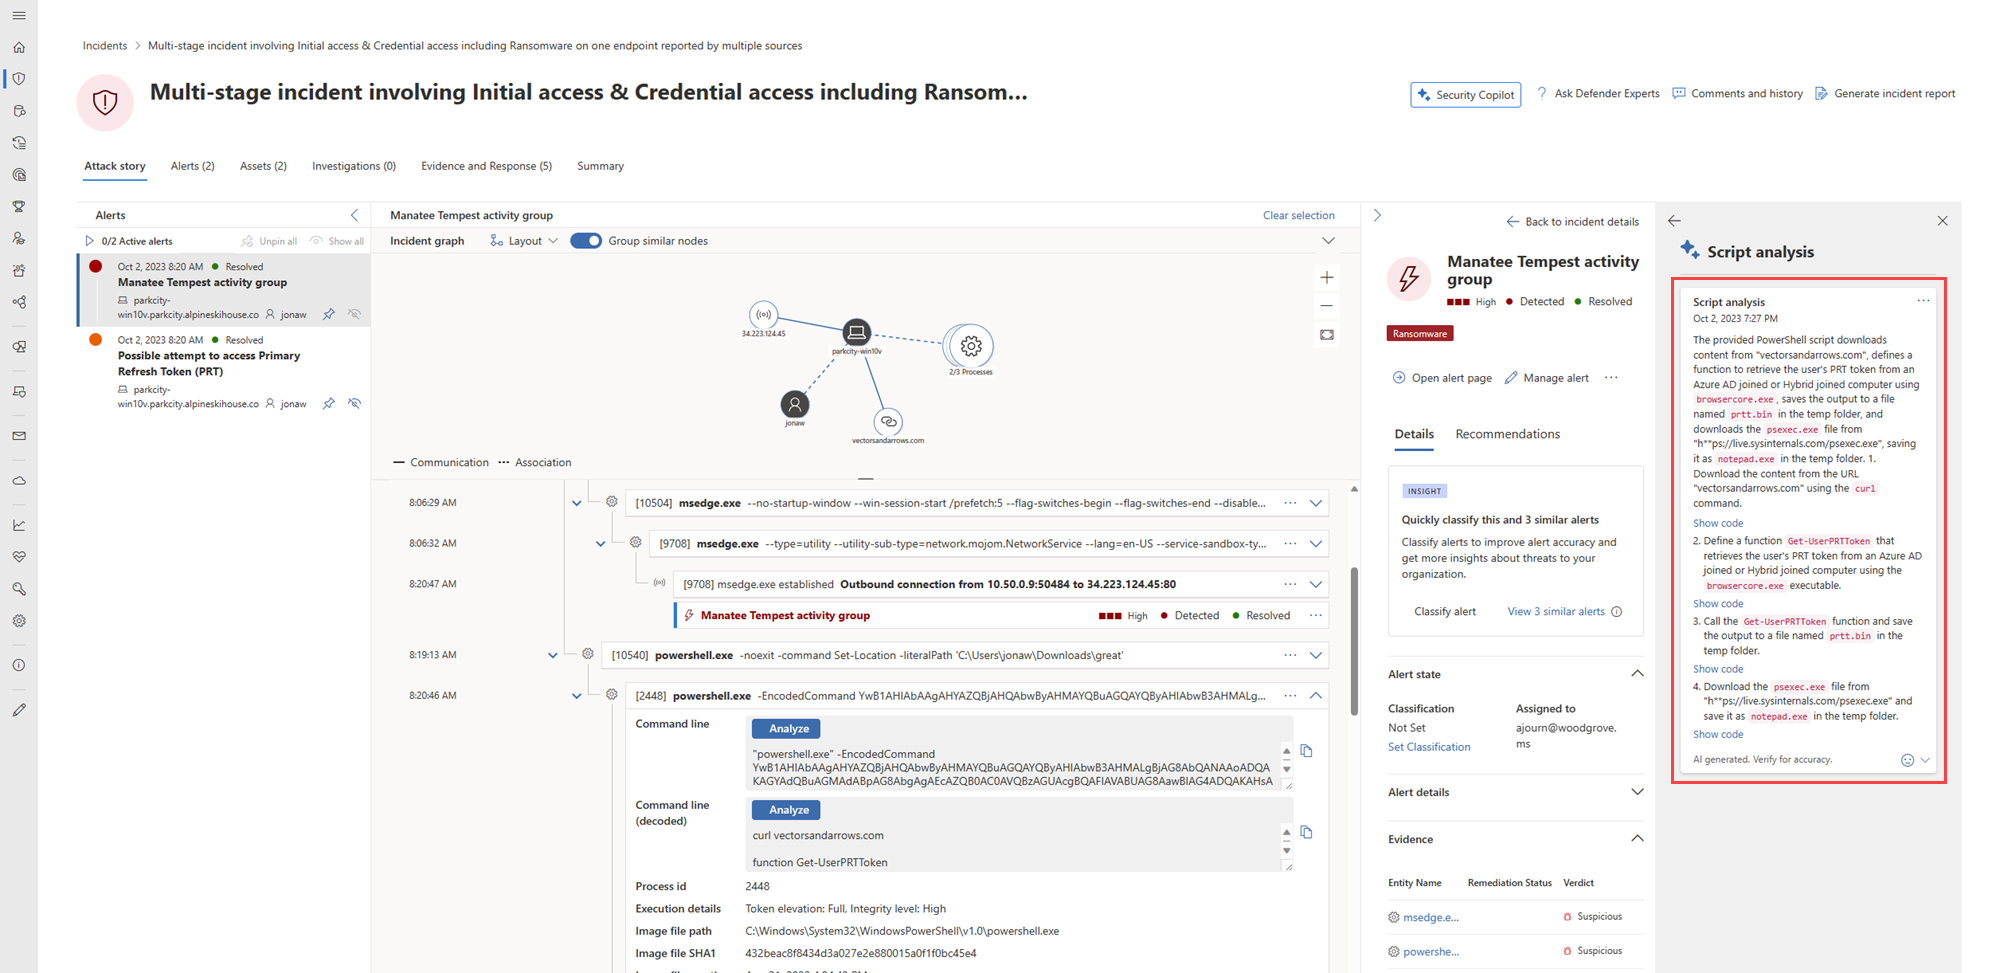 Incidents > Multi-stage incident involving Initial access & Credential access including Ransomware on one endpoint reported by multiple sources
Multi-stage incident involving Initial access & Credential access including Ransom...
Security Copilot
Ask Defender Experts
Comments and history
Generate incident report
Attack story
Alerts (2)
Assets (2)
Investigations (0)
Evidence and Response (5)
Summary
Alerts
0/2 Active alerts
Unpin all
Show all
Oct 2, 2023 8:20 AM Resolved
Manatee Tempest activity group
parkcity-
win10v.parkcity.alpineskihouse.co jonaw
Oct 2, 2023 8:20 AM Resolved
Possible attempt to access Primary
Refresh Token (PRT)
parkcity-
win10v.parkcity.alpineskihouse.co jonaw
Manatee Tempest activity group
Clear selection
Incident graph
Layout
Group similar nodes
34.223.124.45
parkcity-win10v
2/3 Processes
jonaw
vectorsandarrows.com
Communication
Association
8:06:29 AM
[10504] msedge.exe --no-startup-window --win-session-start /prefetch:5 --flag-switches-begin --flag-switches-end --disable...
8:06:32 AM
[9708] msedge.exe --type=utility --utility-sub-type=network.mojom.NetworkService --lang=en-US --service-sandbox-ty...
8:20:47 AM
[9708] msedge.exe established Outbound connection from 10.50.0.9:50484 to 34.223.124.45:80
Manatee Tempest activity group
High
Detected
Resolved
8:19:13 AM
[10540] powershell.exe -noexit -command Set-Location -literalPath 'C:\Users\jonaw\Downloads\great'
8:20:46 AM
[2448] powershell.exe -EncodedCommand YwB1AHIAbAAgAHYAZQBjAHQAbwByAHMAYQBuAGQAYQByAHIAbwB3AHMALg...
Command line
Analyze
"powershell.exe" -EncodedCommand
YwB1AHIAbAAgAHYAZQBjAHQAbwByAHMAYQBuAGQAYQByAHIAbwB3AHMALgBjAG8AbQANAAoADQA
KAGYAdQBuAGMAdABpAG8AbgAgAEcAZQB0AC0AVQBzAGUAcgBQAFIAVABUAG8AawBlAG4ADQAKAHsA
Command line
(decoded)
Analyze
curl vectorsandarrows.com
function Get-UserPRTToken
Process id
2448
Execution details
Token elevation: Full, Integrity level: High
Image file path
C:\Windows\System32\WindowsPowerShell\v1.0\powershell.exe
Image file SHA1
432beac8f8434d3a027e2e880015a0f1f0bc45e4
Back to incident details
Manatee Tempest activity
group
High
Detected
Resolved
Ransomware
Open alert page
Manage alert
Details
Recommendations
INSIGHT
Quickly classify this and 3 similar alerts
Classify alerts to improve alert accuracy and
get more insights about threats to your
organization.
Classify alert
View 3 similar alerts
Alert state
Classification
Assigned to
Not Set
ajourn@woodgrove.
ms
Set Classification
Alert details
Evidence
Entity Name
Remediation Status
Verdict
msedge.e...
Suspicious
powershe...
Suspicious
Script analysis
Script analysis
Oct 2, 2023 7:27 PM
The provided PowerShell script downloads
content from "vectorsandarrows.com", defines a
function to retrieve the user's PRT token from an
Azure AD joined or Hybrid joined computer using
browsercore.exe, saves the output to a file
named prtt.bin in the temp folder, and
downloads the psexec.exe file from
"h**ps://live.sysinternals.com/psexec.exe", saving
it as notepad.exe in the temp folder. 1.
Download the content from the URL
"vectorsandarrows.com" using the curl
command.
Show code
2. Define a function Get-UserPRTToken that
retrieves the user's PRT token from an Azure AD
joined or Hybrid joined computer using the
browsercore.exe executable.
Show code
3. Call the Get-UserPRTToken function and save
the output to a file named prtt.bin in the
temp folder.
Show code
4. Download the psexec.exe file from
"h**ps://live.sysinternals.com/psexec.exe" and
save it as notepad.exe in the temp folder.
Show code
AI generated. Verify for accuracy.